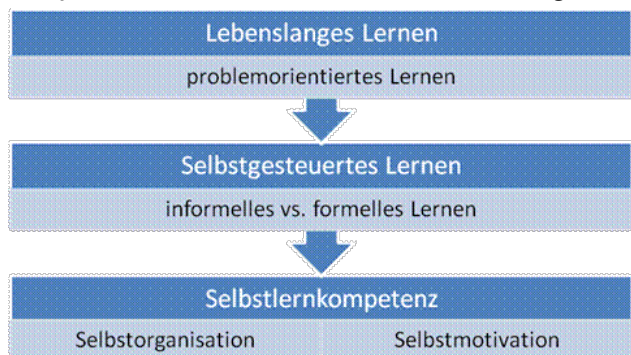 Lebenslanges Lernen
problemorientiertes Lernen
Selbstgesteuertes Lernen
informelles vs. formelles Lernen
Selbstlernkompetenz
Selbstorganisation Selbstmotivation